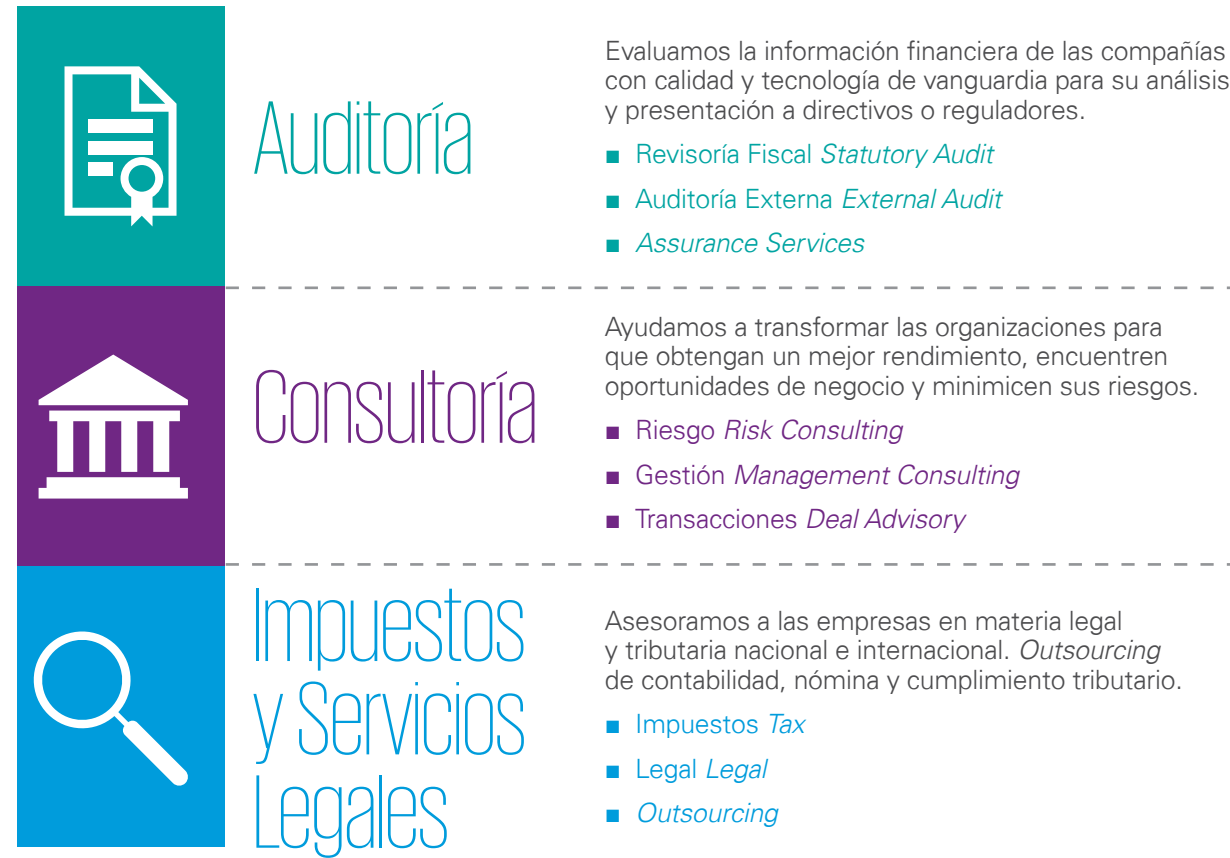 Auditoría
Evaluamos la información financiera de las compañías
con calidad y tecnología de vanguardia para su análisis
y presentación a directivos o reguladores.
■ Revisoría Fiscal Statutory Audit
■ Auditoría Externa External Audit
■ Assurance Services
Consultoría
Ayudamos a transformar las organizaciones para
que obtengan un mejor rendimiento, encuentren
oportunidades de negocio y minimicen sus riesgos.
■ Riesgo Risk Consulting
■ Gestión Management Consulting
■ Transacciones Deal Advisory
Impuestos
y Servicios
Legales
Asesoramos a las empresas en materia legal
y tributaria nacional e internacional. Outsourcing
de contabilidad, nómina y cumplimiento tributario.
■ Impuestos Tax
■ Legal Legal
■ Outsourcing